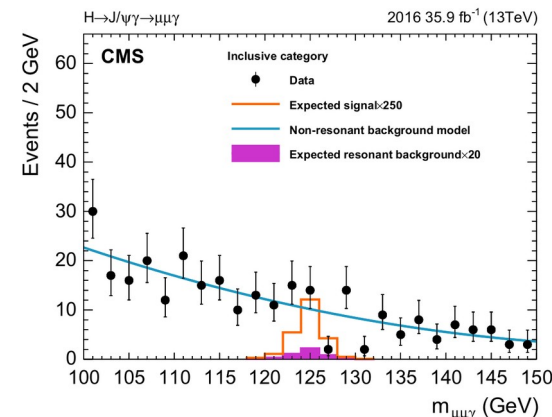 H→J/ψγ→μμγ 2016 35.9 fb⁻¹ (13TeV)
CMS
Inclusive category
Data
Expected signal×250
Non-resonant background model
Expected resonant background×20
Events / 2 GeV
60
50
40
30
20
10
0
100 105 110 115 120 125 130 135 140 145 150
m_μμγ (GeV)